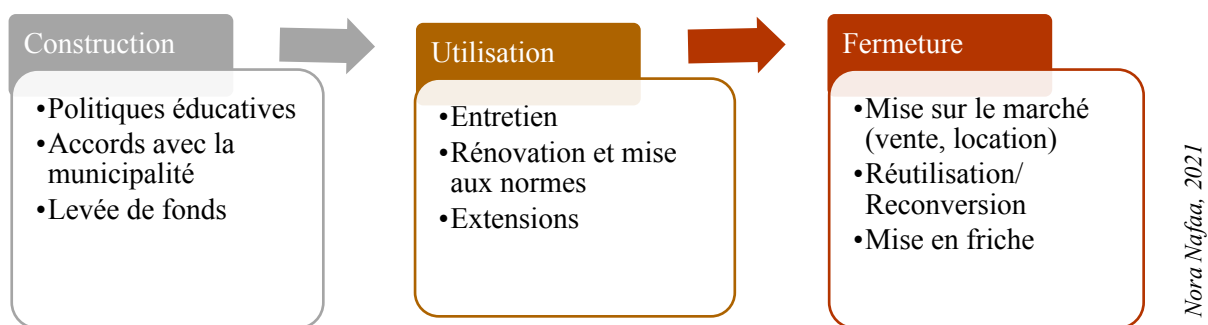 Construction
•Politiques éducatives
•Accords avec la
municipalité
•Levée de fonds
Utilisation
•Entretien
•Rénovation et mise
aux normes
•Extensions
Fermeture
•Mise sur le marché
(vente, location)
•Réutilisation/
Reconversion
•Mise en friche
Nora Nafaa, 2021